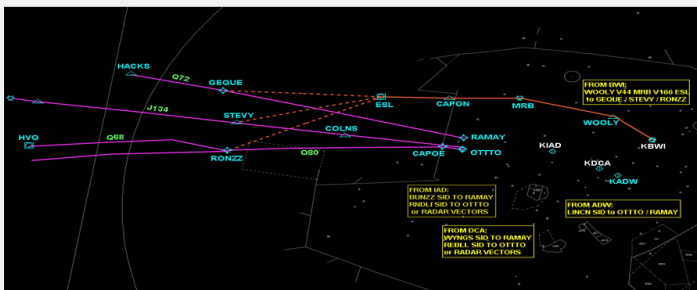 HACKS
Q72
GEQUE
FROM BWI:
WOOLY V44 MRB V166 ESL
to GEQUE / STEVY / RONZZ
ESL
CAPON
MRB
J134
STEVY
COLNS
WOOLY
HVQ
Q68
RAMAY
KBWI
RONZZ
Q80
CAPOE
OTTTO
KIAD
KDCA
KADW
FROM IAD:
BUNZZ SID TO RAMAY
RNDLI SID TO OTTTO
or RADAR VECTORS
FROM ADW:
LINCN SID to OTTTO / RAMAY
FROM DCA:
WYNGS SID TO RAMAY
REBLL SID TO OTTTO
or RADAR VECTORS